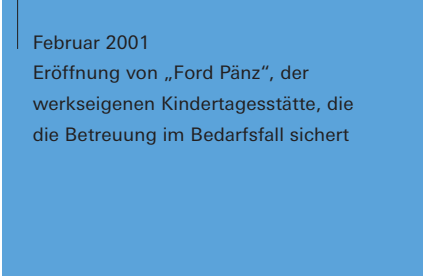 Februar 2001
Eröffnung von „Ford Pänz“, der
werkseigenen Kindertagesstätte, die
die Betreuung im Bedarfsfall sichert